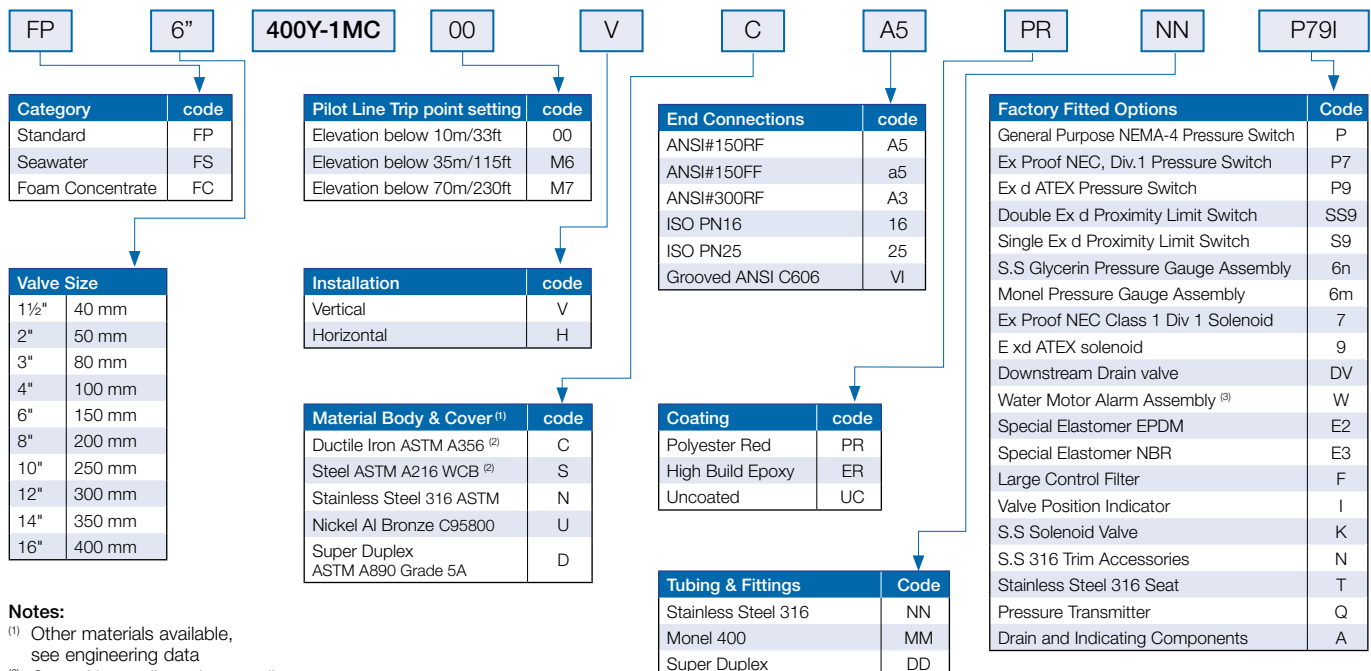 FP 6” 400Y-1MC 00 V C A5 PR NN P79I
Category code
Standard FP
Seawater FS
Foam Concentrate FC
Valve Size
1½" 40 mm
2" 50 mm
3" 80 mm
4" 100 mm
6" 150 mm
8" 200 mm
10" 250 mm
12" 300 mm
14" 350 mm
16" 400 mm
Notes:
(1) Other materials available,
see engineering data
Pilot Line Trip point setting code
Elevation below 10m/33ft 00
Elevation below 35m/115ft M6
Elevation below 70m/230ft M7
Installation code
Vertical V
Horizontal H
Material Body & Cover (1) code
Ductile Iron ASTM A356 (2) C
Steel ASTM A216 WCB (2) S
Stainless Steel 316 ASTM N
Nickel Al Bronze C95800 U
Super Duplex
ASTM A890 Grade 5A D
End Connections code
ANSI#150RF A5
ANSI#150FF a5
ANSI#300RF A3
ISO PN16 16
ISO PN25 25
Grooved ANSI C606 VI
Coating code
Polyester Red PR
High Build Epoxy ER
Uncoated UC
Tubing & Fittings Code
Stainless Steel 316 NN
Monel 400 MM
Super Duplex DD
Factory Fitted Options Code
General Purpose NEMA-4 Pressure Switch P
Ex Proof NEC, Div.1 Pressure Switch P7
Ex d ATEX Pressure Switch P9
Double Ex d Proximity Limit Switch SS9
Single Ex d Proximity Limit Switch S9
S.S Glycerin Pressure Gauge Assembly 6n
Monel Pressure Gauge Assembly 6m
Ex Proof NEC Class 1 Div 1 Solenoid 7
E xd ATEX solenoid 9
Downstream Drain valve DV
Water Motor Alarm Assembly (3) W
Special Elastomer EPDM E2
Special Elastomer NBR E3
Large Control Filter F
Valve Position Indicator I
S.S Solenoid Valve K
S.S 316 Trim Accessories N
Stainless Steel 316 Seat T
Pressure Transmitter Q
Drain and Indicating Components A